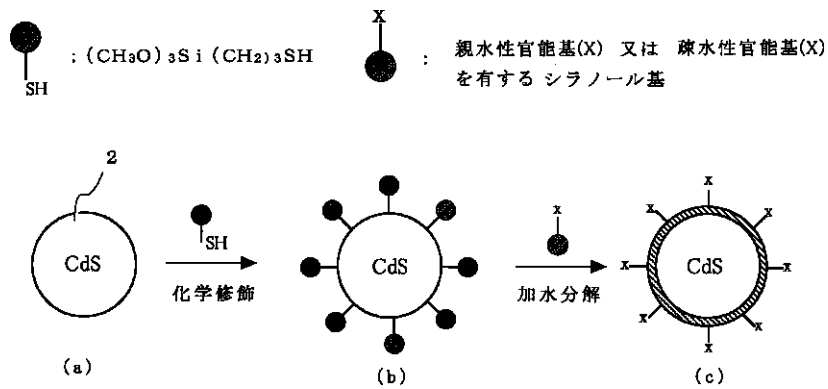 X
SH
; (CH3O)3Si(CH2)3SH
: 親水性官能基(X) 又は 疎水性官能基(X)
を有する シラノール基
2
CdS
SH
化学修飾
CdS
x
加水分解
x
x
x
x
x
x
x
x
CdS
(a)
(b)
(c)